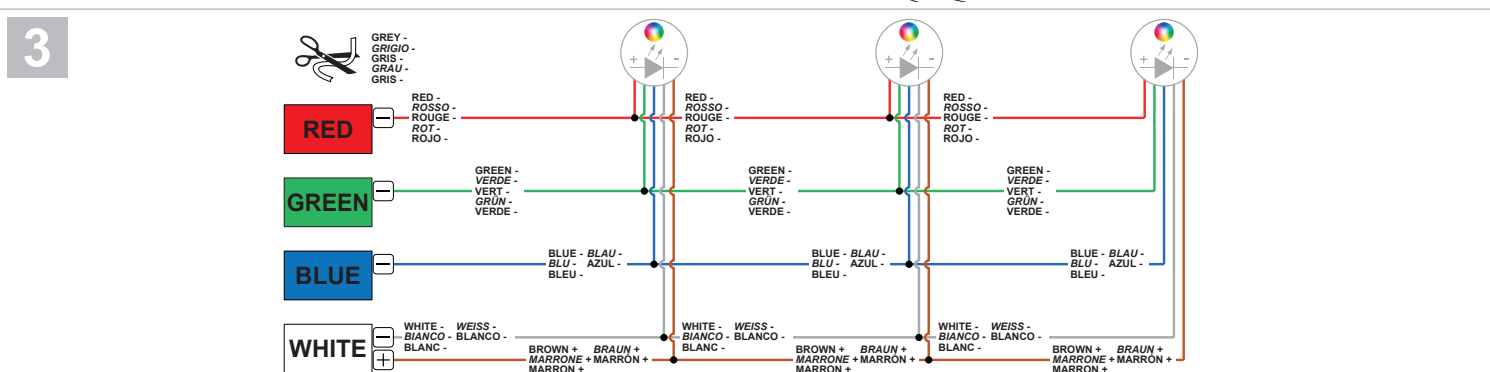 3
GREY -
GRIGIO -
GRIS -
GRAU -
GRIS -
RED
RED -
ROSSO -
ROUGE -
ROT -
ROJO -
RED -
ROSSO -
ROUGE -
ROT -
ROJO -
RED -
ROSSO -
ROUGE -
ROT -
ROJO -
GREEN
GREEN -
VERDE -
VERT -
GRÜN -
VERDE -
GREEN -
VERDE -
VERT -
GRÜN -
VERDE -
GREEN -
VERDE -
VERT -
GRÜN -
VERDE -
BLUE
BLUE - BLAU -
BLU - AZUL -
BLEU -
BLUE - BLAU -
BLU - AZUL -
BLEU -
BLUE - BLAU -
BLU - AZUL -
BLEU -
WHITE
WHITE - WEISS -
BIANCO - BLANCO -
BLANC -
WHITE - WEISS -
BIANCO - BLANCO -
BLANC -
WHITE - WEISS -
BIANCO - BLANCO -
BLANC -
BROWN + BRAUN +
MARRONE + MARRÓN +
MARRON +
BROWN + BRAUN +
MARRONE + MARRÓN +
MARRON +
BROWN + BRAUN +
MARRONE + MARRÓN +
MARRON +